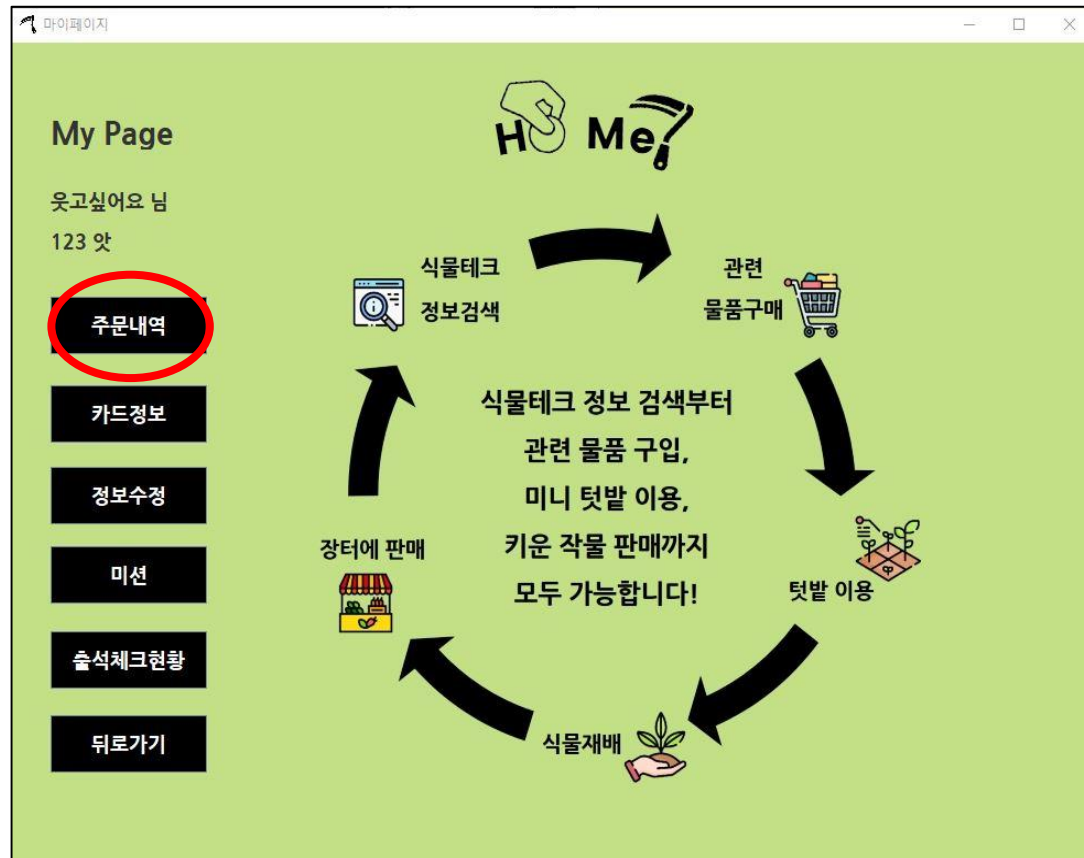 마이페이지
My Page
웃고싶어요 님
123 앗
주문내역
카드정보
정보수정
미션
출석체크현황
뒤로가기
Ho Me
식물테크
정보검색
관련
물품구매
식물테크 정보 검색부터
관련 물품 구입,
미니 텃밭 이용,
키운 작물 판매까지
모두 가능합니다!
장터에 판매
텃밭 이용
식물재배